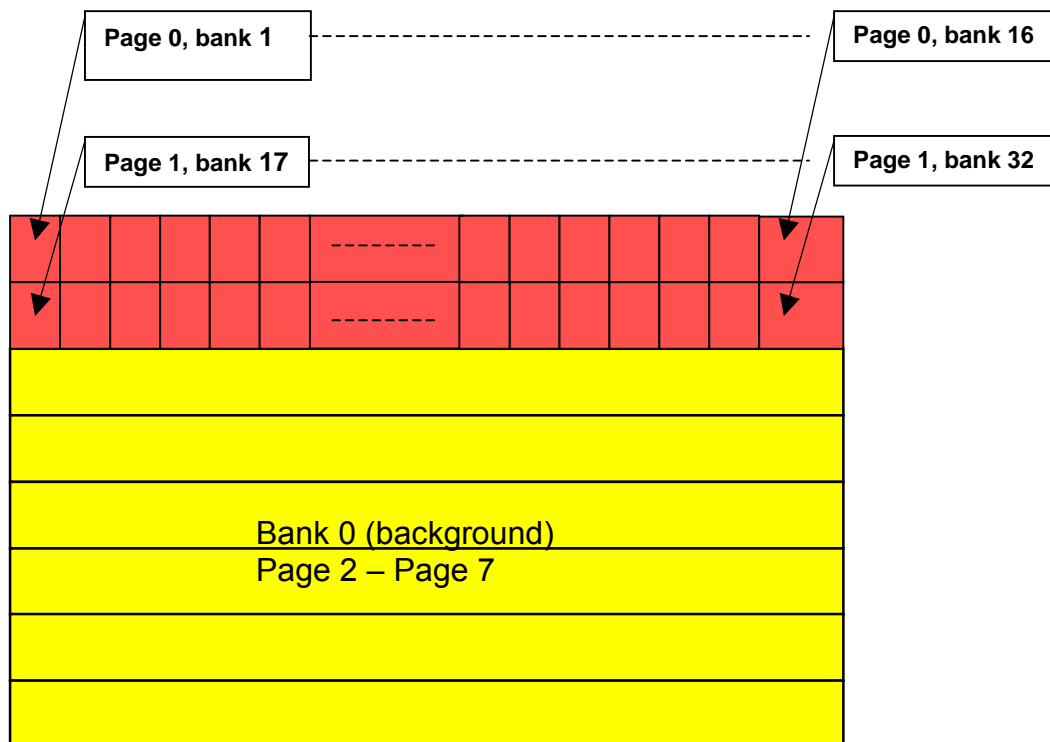 Page 0, bank 1
Page 0, bank 16
Page 1, bank 17
Page 1, bank 32
Bank 0 (background)
Page 2 – Page 7